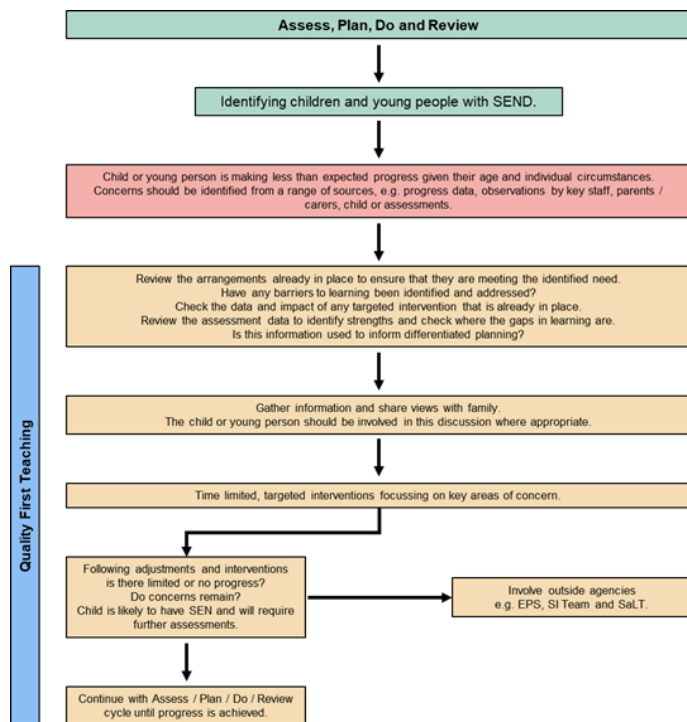 Assess, Plan, Do and Review
Identifying children and young people with SEND.
Child or young person is making less than expected progress given their age and individual circumstances.
Concerns should be identified from a range of sources, e.g. progress data, observations by key staff, parents /
carers, child or assessments.
Quality First Teaching
Review the arrangements already in place to ensure that they are meeting the identified need.
Have any barriers to learning been identified and addressed?
Check the data and impact of any targeted intervention that is already in place.
Review the assessment data to identify strengths and check where the gaps in learning are.
Is this information used to inform differentiated planning?
Gather information and share views with family.
The child or young person should be involved in this discussion where appropriate.
Time limited, targeted interventions focussing on key areas of concern.
Following adjustments and interventions
is there limited or no progress?
Do concerns remain?
Child is likely to have SEN and will require
further assessments.
Involve outside agencies
e.g. EPS, SI Team and SaLT.
Continue with Assess / Plan / Do / Review
cycle until progress is achieved.